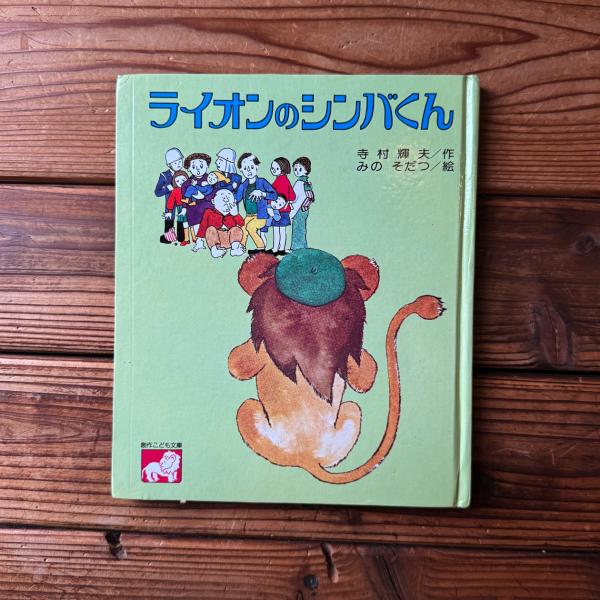 ライオンのシンバくん
寺村輝夫／作
みの そだつ／絵
創作こども文庫